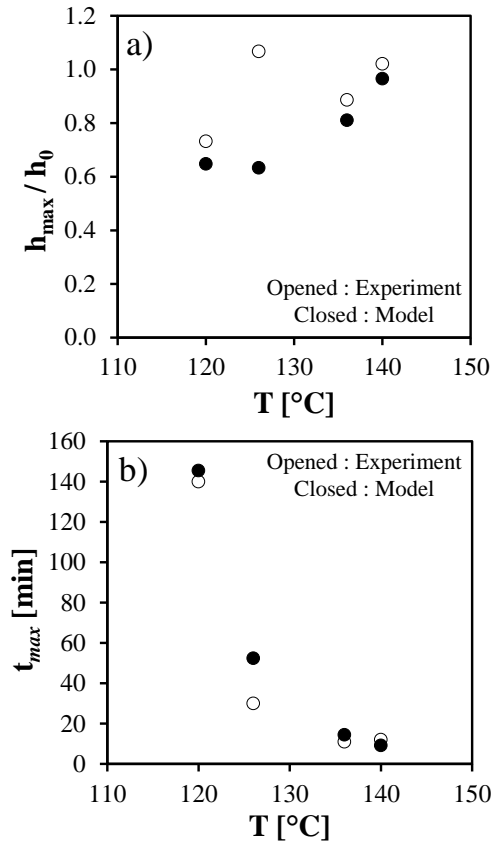 a)
1.2
1.0
0.8
0.6
0.4
0.2
0.0
h_max / h_0
Opened : Experiment
Closed : Model
110 120 130 140 150
T [°C]
b)
160
140
120
100
80
60
40
20
0
t_max [min]
Opened : Experiment
Closed : Model
110 120 130 140 150
T [°C]